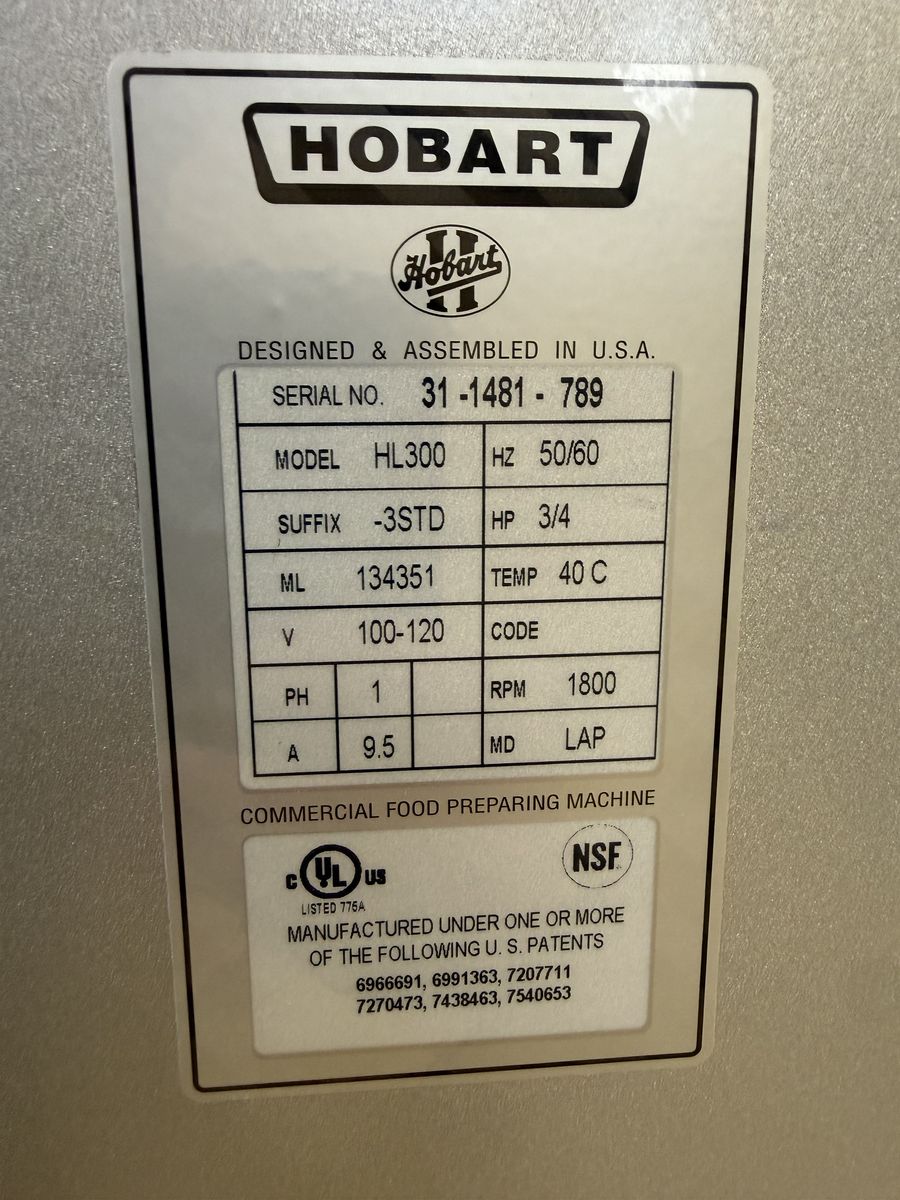 HOBART
Hobart
DESIGNED & ASSEMBLED IN U.S.A.
SERIAL NO. 31 -1481 - 789
MODEL HL300 HZ 50/60
SUFFIX -3STD HP 3/4
ML 134351 TEMP 40 C
V 100-120 CODE
PH 1 RPM 1800
A 9.5 MD LAP
COMMERCIAL FOOD PREPARING MACHINE
C UL US NSF
LISTED 776A
MANUFACTURED UNDER ONE OR MORE
OF THE FOLLOWING U. S. PATENTS
6966691, 6991363, 7207711
7270473, 7438463, 7540653